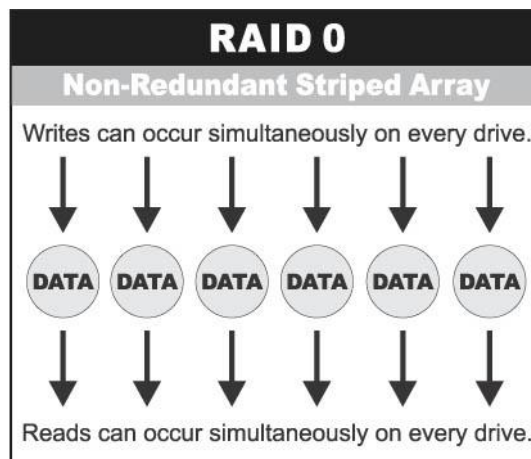 RAID 0
Non-Redundant Striped Array
Writes can occur simultaneously on every drive.
DATA DATA DATA DATA DATA DATA
Reads can occur simultaneously on every drive.